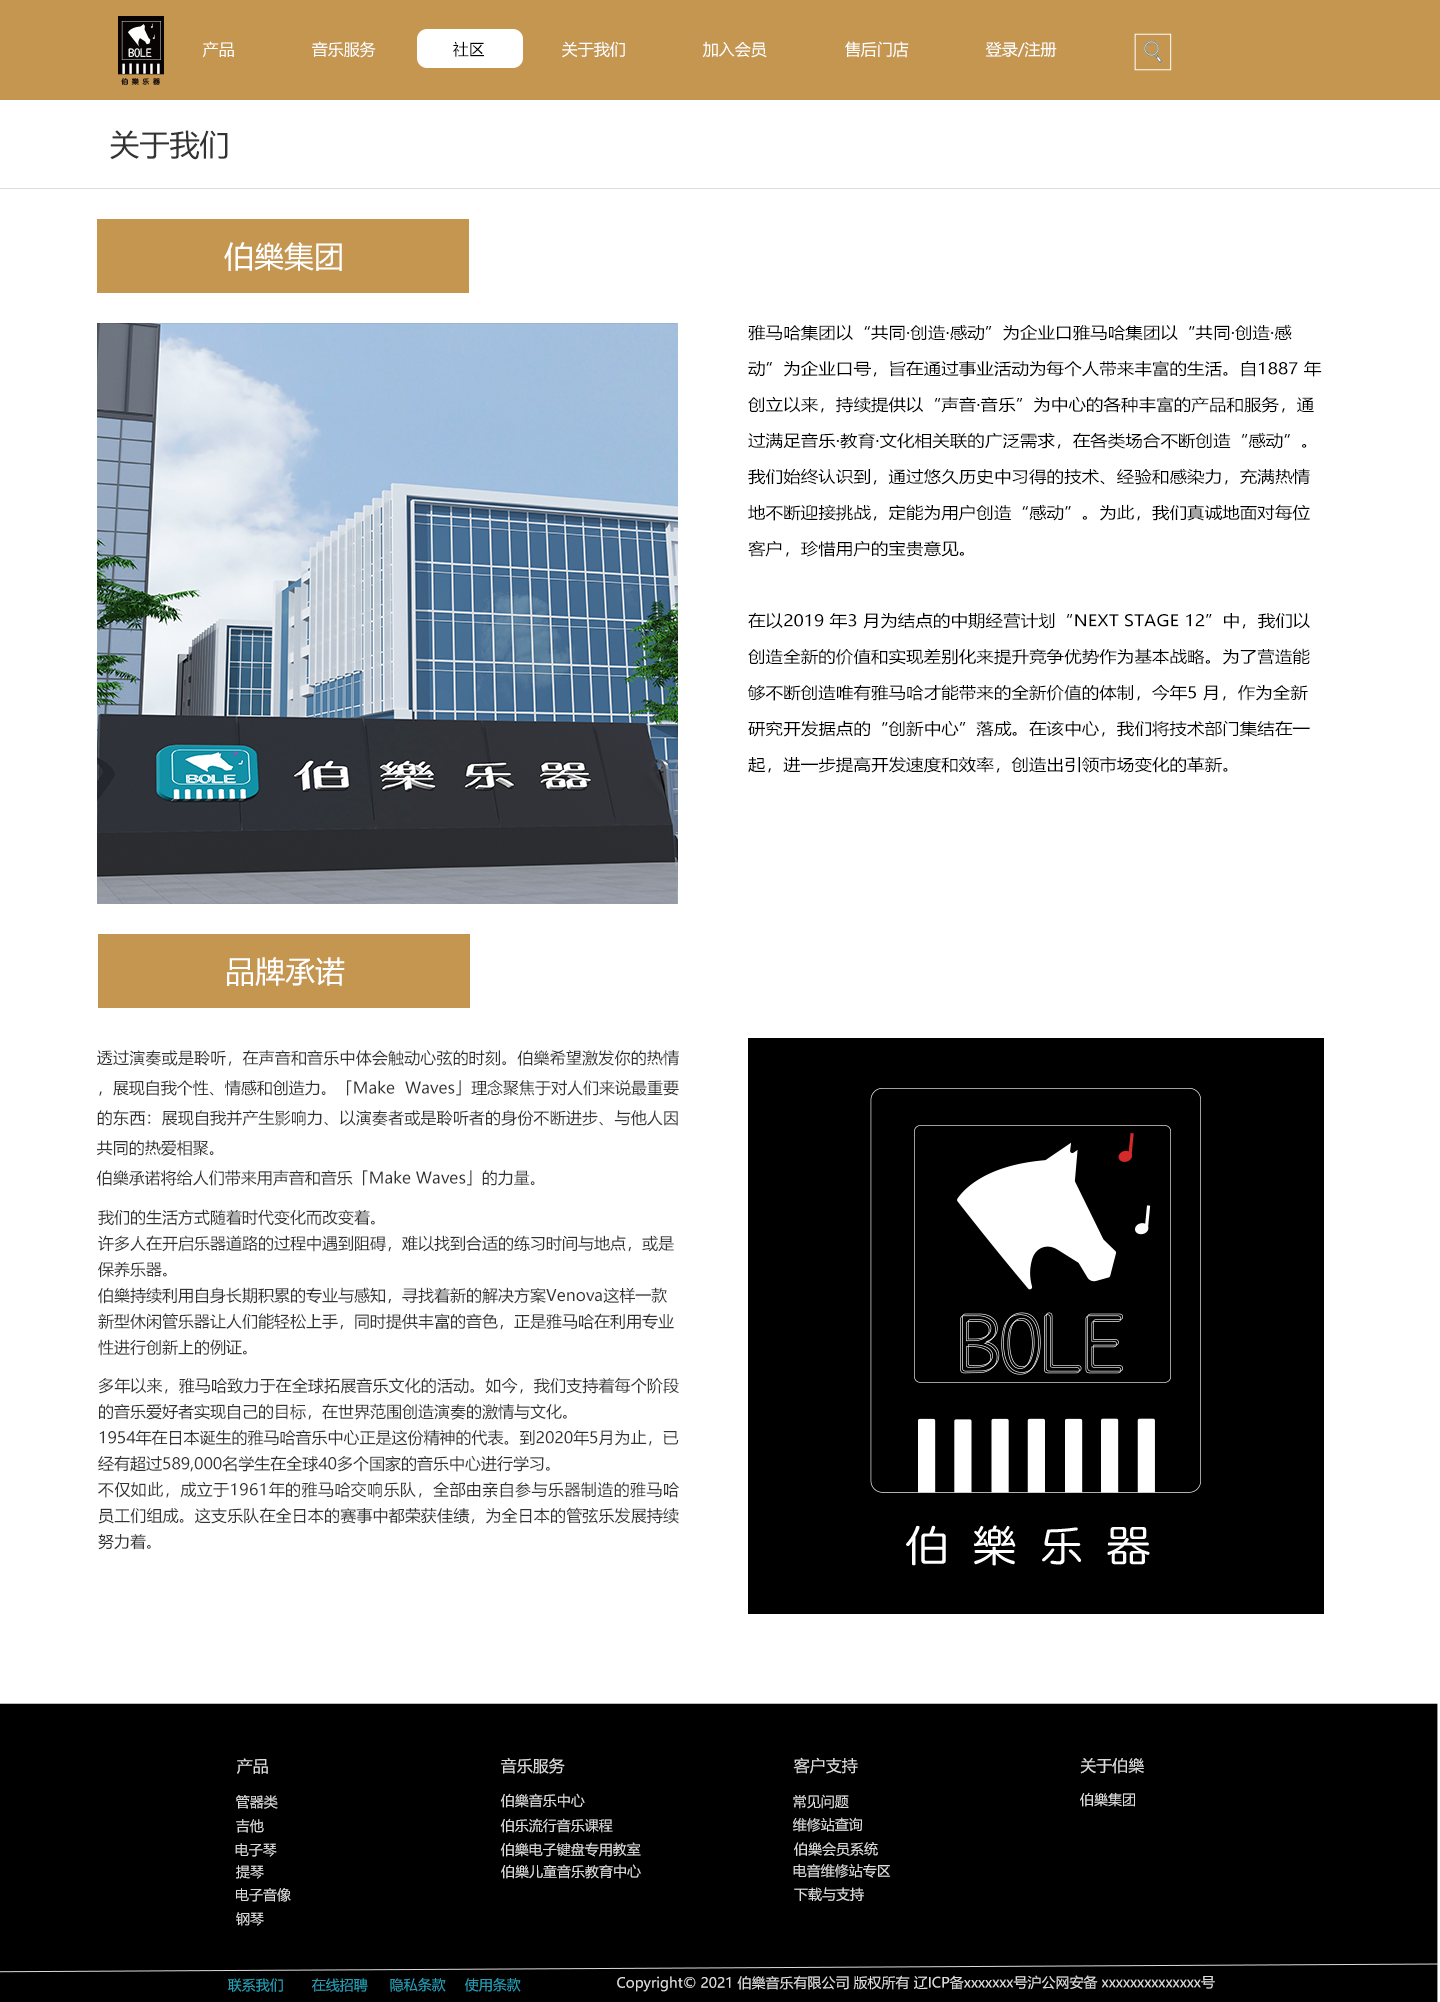 BOLE
伯樂乐器
产品
音乐服务
社区
关于我们
加入会员
售后门店
登录/注册
关于我们
伯樂集团
雅马哈集团以“共同·创造·感动”为企业口雅马哈集团以“共同·创造·感
动”为企业口号，旨在通过事业活动为每个人带来丰富的生活。自1887 年
创立以来，持续提供以“声音·音乐”为中心的各种丰富的产品和服务，通
过满足音乐·教育·文化相关联的广泛需求，在各类场合不断创造“感动”。
我们始终认识到，通过悠久历史中习得的技术、经验和感染力，充满热情
地不断迎接挑战，定能为用户创造“感动”。为此，我们真诚地面对每位
客户，珍惜用户的宝贵意见。
在以2019 年3 月为结点的中期经营计划“NEXT STAGE 12”中，我们以
创造全新的价值和实现差别化来提升竞争优势作为基本战略。为了营造能
够不断创造唯有雅马哈才能带来的全新价值的体制，今年5 月，作为全新
研究开发据点的“创新中心”落成。在该中心，我们将技术部门集结在一
起，进一步提高开发速度和效率，创造出引领市场变化的革新。
BOLE
伯樂乐器
品牌承诺
透过演奏或是聆听，在声音和音乐中体会触动心弦的时刻。伯樂希望激发你的热情
，展现自我个性、情感和创造力。「Make  Waves」理念聚焦于对人们来说最重要
的东西：展现自我并产生影响力、以演奏者或是聆听者的身份不断进步、与他人因
共同的热爱相聚。
伯樂承诺将给人们带来用声音和音乐「Make Waves」的力量。
我们的生活方式随着时代变化而改变着。
许多人在开启乐器道路的过程中遇到阻碍，难以找到合适的练习时间与地点，或是
保养乐器。
伯樂持续利用自身长期积累的专业与感知，寻找着新的解决方案Venova这样一款
新型休闲管乐器让人们能轻松上手，同时提供丰富的音色，正是雅马哈在利用专业
性进行创新上的例证。
多年以来，雅马哈致力于在全球拓展音乐文化的活动。如今，我们支持着每个阶段
的音乐爱好者实现自己的目标，在世界范围创造演奏的激情与文化。
1954年在日本诞生的雅马哈音乐中心正是这份精神的代表。到2020年5月为止，已
经有超过589,000名学生在全球40多个国家的音乐中心进行学习。
不仅如此，成立于1961年的雅马哈交响乐队，全部由亲自参与乐器制造的雅马哈
员工们组成。这支乐队在全日本的赛事中都荣获佳绩，为全日本的管弦乐发展持续
努力着。
BOLE
伯樂乐器
产品
管器类
吉他
电子琴
提琴
电子音像
钢琴
音乐服务
伯樂音乐中心
伯乐流行音乐课程
伯樂电子键盘专用教室
伯樂儿童音乐教育中心
客户支持
常见问题
维修站查询
伯樂会员系统
电音维修站专区
下载与支持
关于伯樂
伯樂集团
联系我们
在线招聘
隐私条款
使用条款
Copyright© 2021 伯樂音乐有限公司 版权所有 辽ICP备xxxxxxx号沪公网安备 xxxxxxxxxxxxxx号